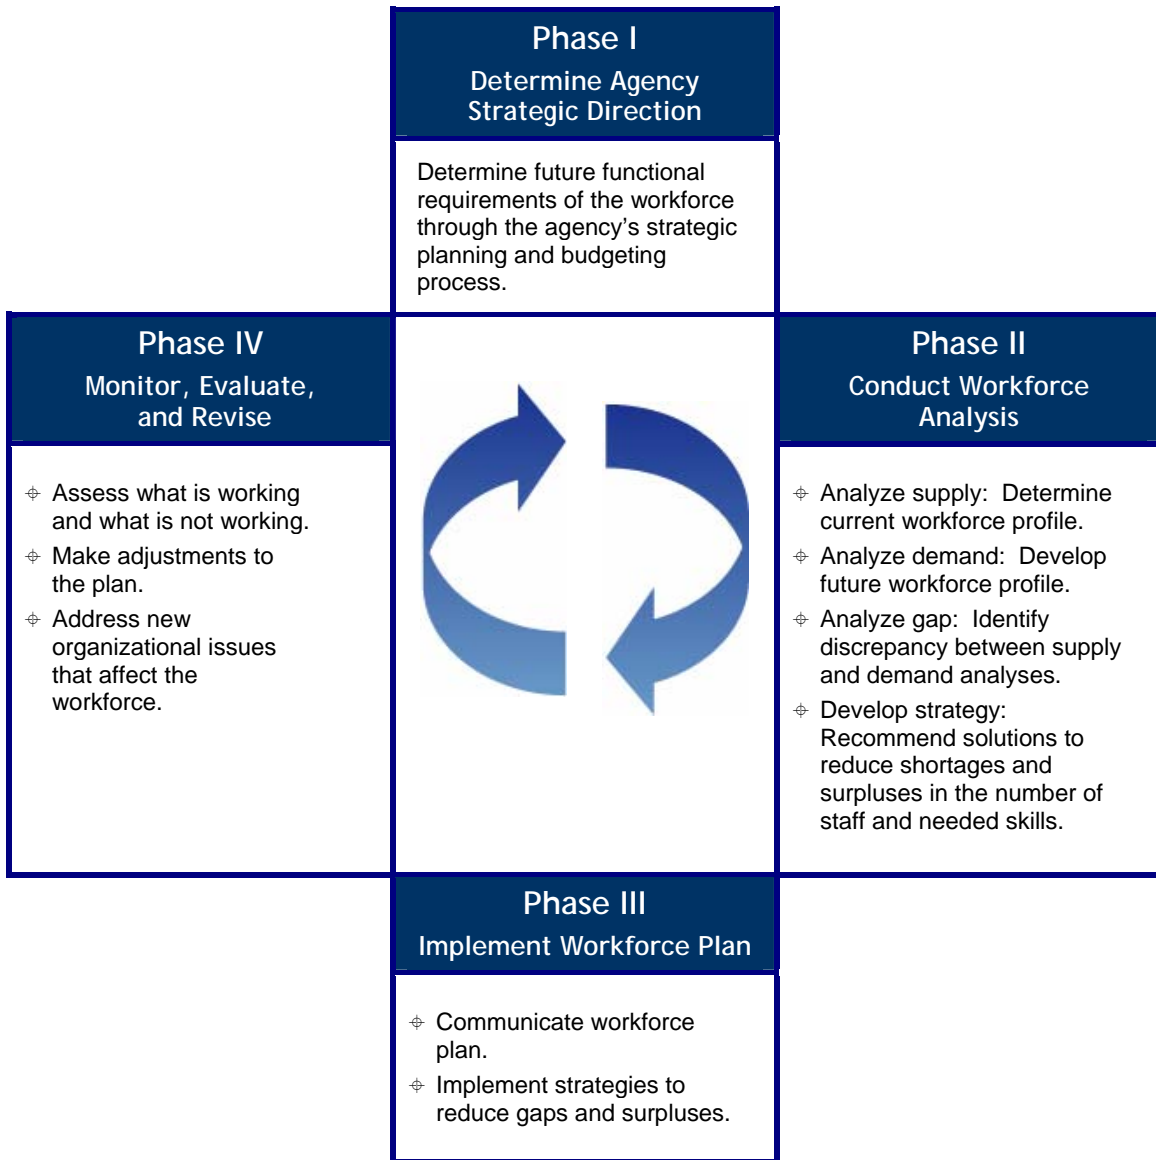 Phase I
Determine Agency
Strategic Direction
Determine future functional
requirements of the workforce
through the agency’s strategic
planning and budgeting
process.
Phase IV
Monitor, Evaluate,
and Revise
Assess what is working
and what is not working.
Make adjustments to
the plan.
Address new
organizational issues
that affect the
workforce.
Phase II
Conduct Workforce
Analysis
Analyze supply:  Determine
current workforce profile.
Analyze demand:  Develop
future workforce profile.
Analyze gap:  Identify
discrepancy between supply
and demand analyses.
Develop strategy:
Recommend solutions to
reduce shortages and
surpluses in the number of
staff and needed skills.
Phase III
Implement Workforce Plan
Communicate workforce
plan.
Implement strategies to
reduce gaps and surpluses.